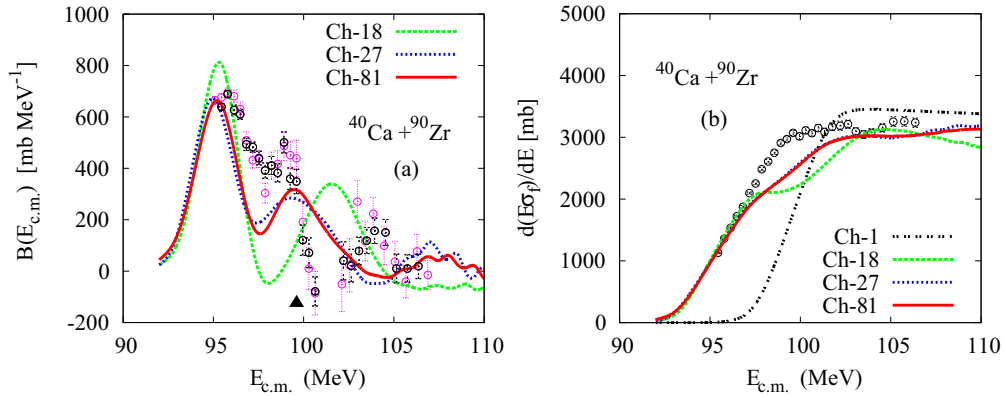 B(E_c.m.) [mb MeV⁻¹]
1000
800
600
400
200
0
-200
Ch-18
Ch-27
Ch-81
⁴⁰Ca +⁹⁰Zr
(a)
90 95 100 105 110
E_c.m. (MeV)
d(Eσ_f)/dE [mb]
5000
4000
3000
2000
1000
0
⁴⁰Ca +⁹⁰Zr
(b)
Ch-1
Ch-18
Ch-27
Ch-81
90 95 100 105 110
E_c.m. (MeV)